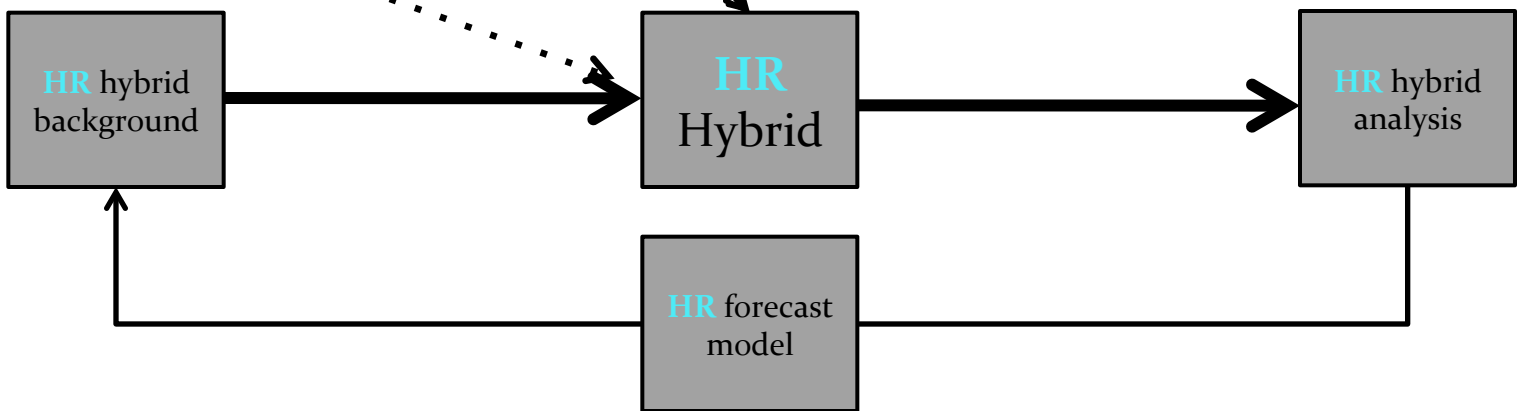 HR hybrid
background
HR
Hybrid
HR hybrid
analysis
HR forecast
model